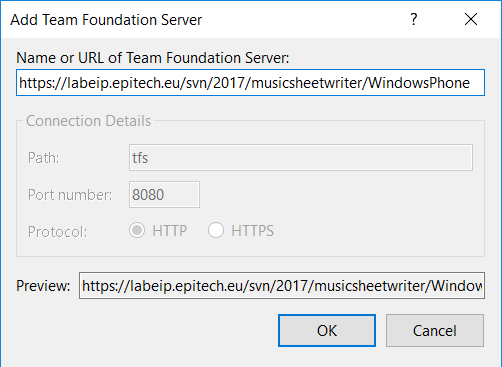 Add Team Foundation Server
Name or URL of Team Foundation Server:
https://labeip.epitech.eu/svn/2017/musicsheetwriter/WindowsPhone
Connection Details
Path: tfs
Port number: 8080
Protocol: HTTP HTTPS
Preview: https://labeip.epitech.eu/svn/2017/musicsheetwriter/Window
OK Cancel